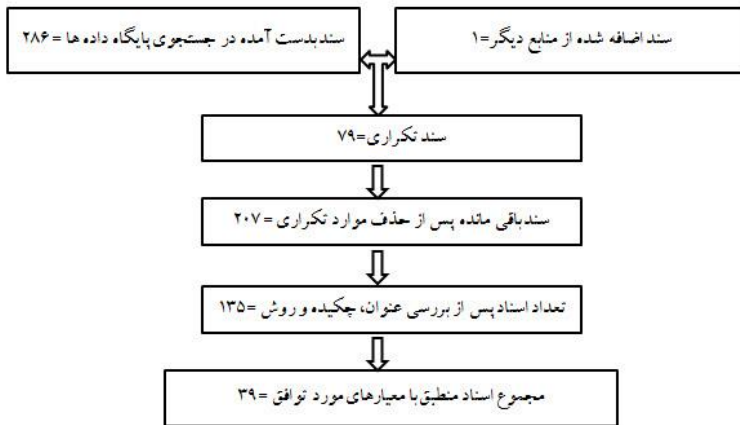 سند اضافه شده از منابع دیگر=۱
سندبدست آمده در جستجوی پایگاه داده ها = ۲۸۶
سند تکراری=۷۹
سندباقی مانده پس از حذف موارد تکراری = ۲۰۷
تعداد اسناد پس از بررسی عنوان، چکیده و روش =۱۳۵
مجموع اسناد منطبق با معیارهای مورد توافق =۳۹